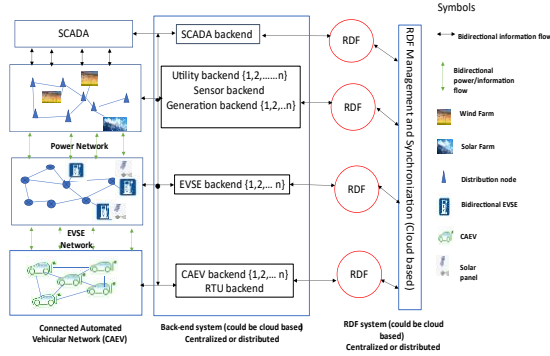 Symbols
SCADA
SCADA backend
RDF
Bidirectional information flow
Utility backend {1,2,......n}
Sensor backend
Generation backend {1,2,..n}
RDF
Bidirectional
power/information
flow
Wind Farm
Power Network
Solar Farm
RDF Management and Synchronization (Cloud based)
EVSE backend {1,2,... n}
RDF
Distribution node
Bidirectional EVSE
EVSE
Network
CAEV
CAEV backend {1,2,... n}
RTU backend
RDF
Solar
panel
Connected Automated
Vehicular Network (CAEV)
Back-end system (could be cloud based)
Centralized or distributed
RDF system (could be cloud
based)
Centralized or distributed